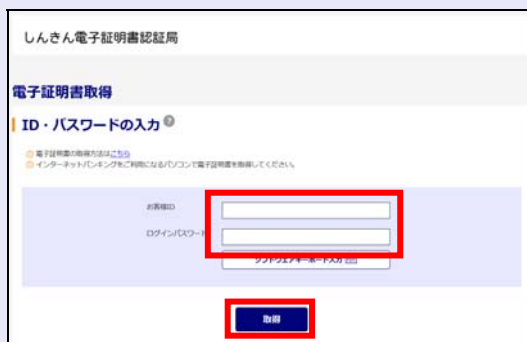 しんきん電子証明書認証局
電子証明書取得
ID・パスワードの入力
電子証明書の取得方法はこちら
インターネットバンキングをご利用になるパソコンで電子証明書を取得してください。
お客様ID
ログインパスワード
ソフトウェアキーボード入力
取得